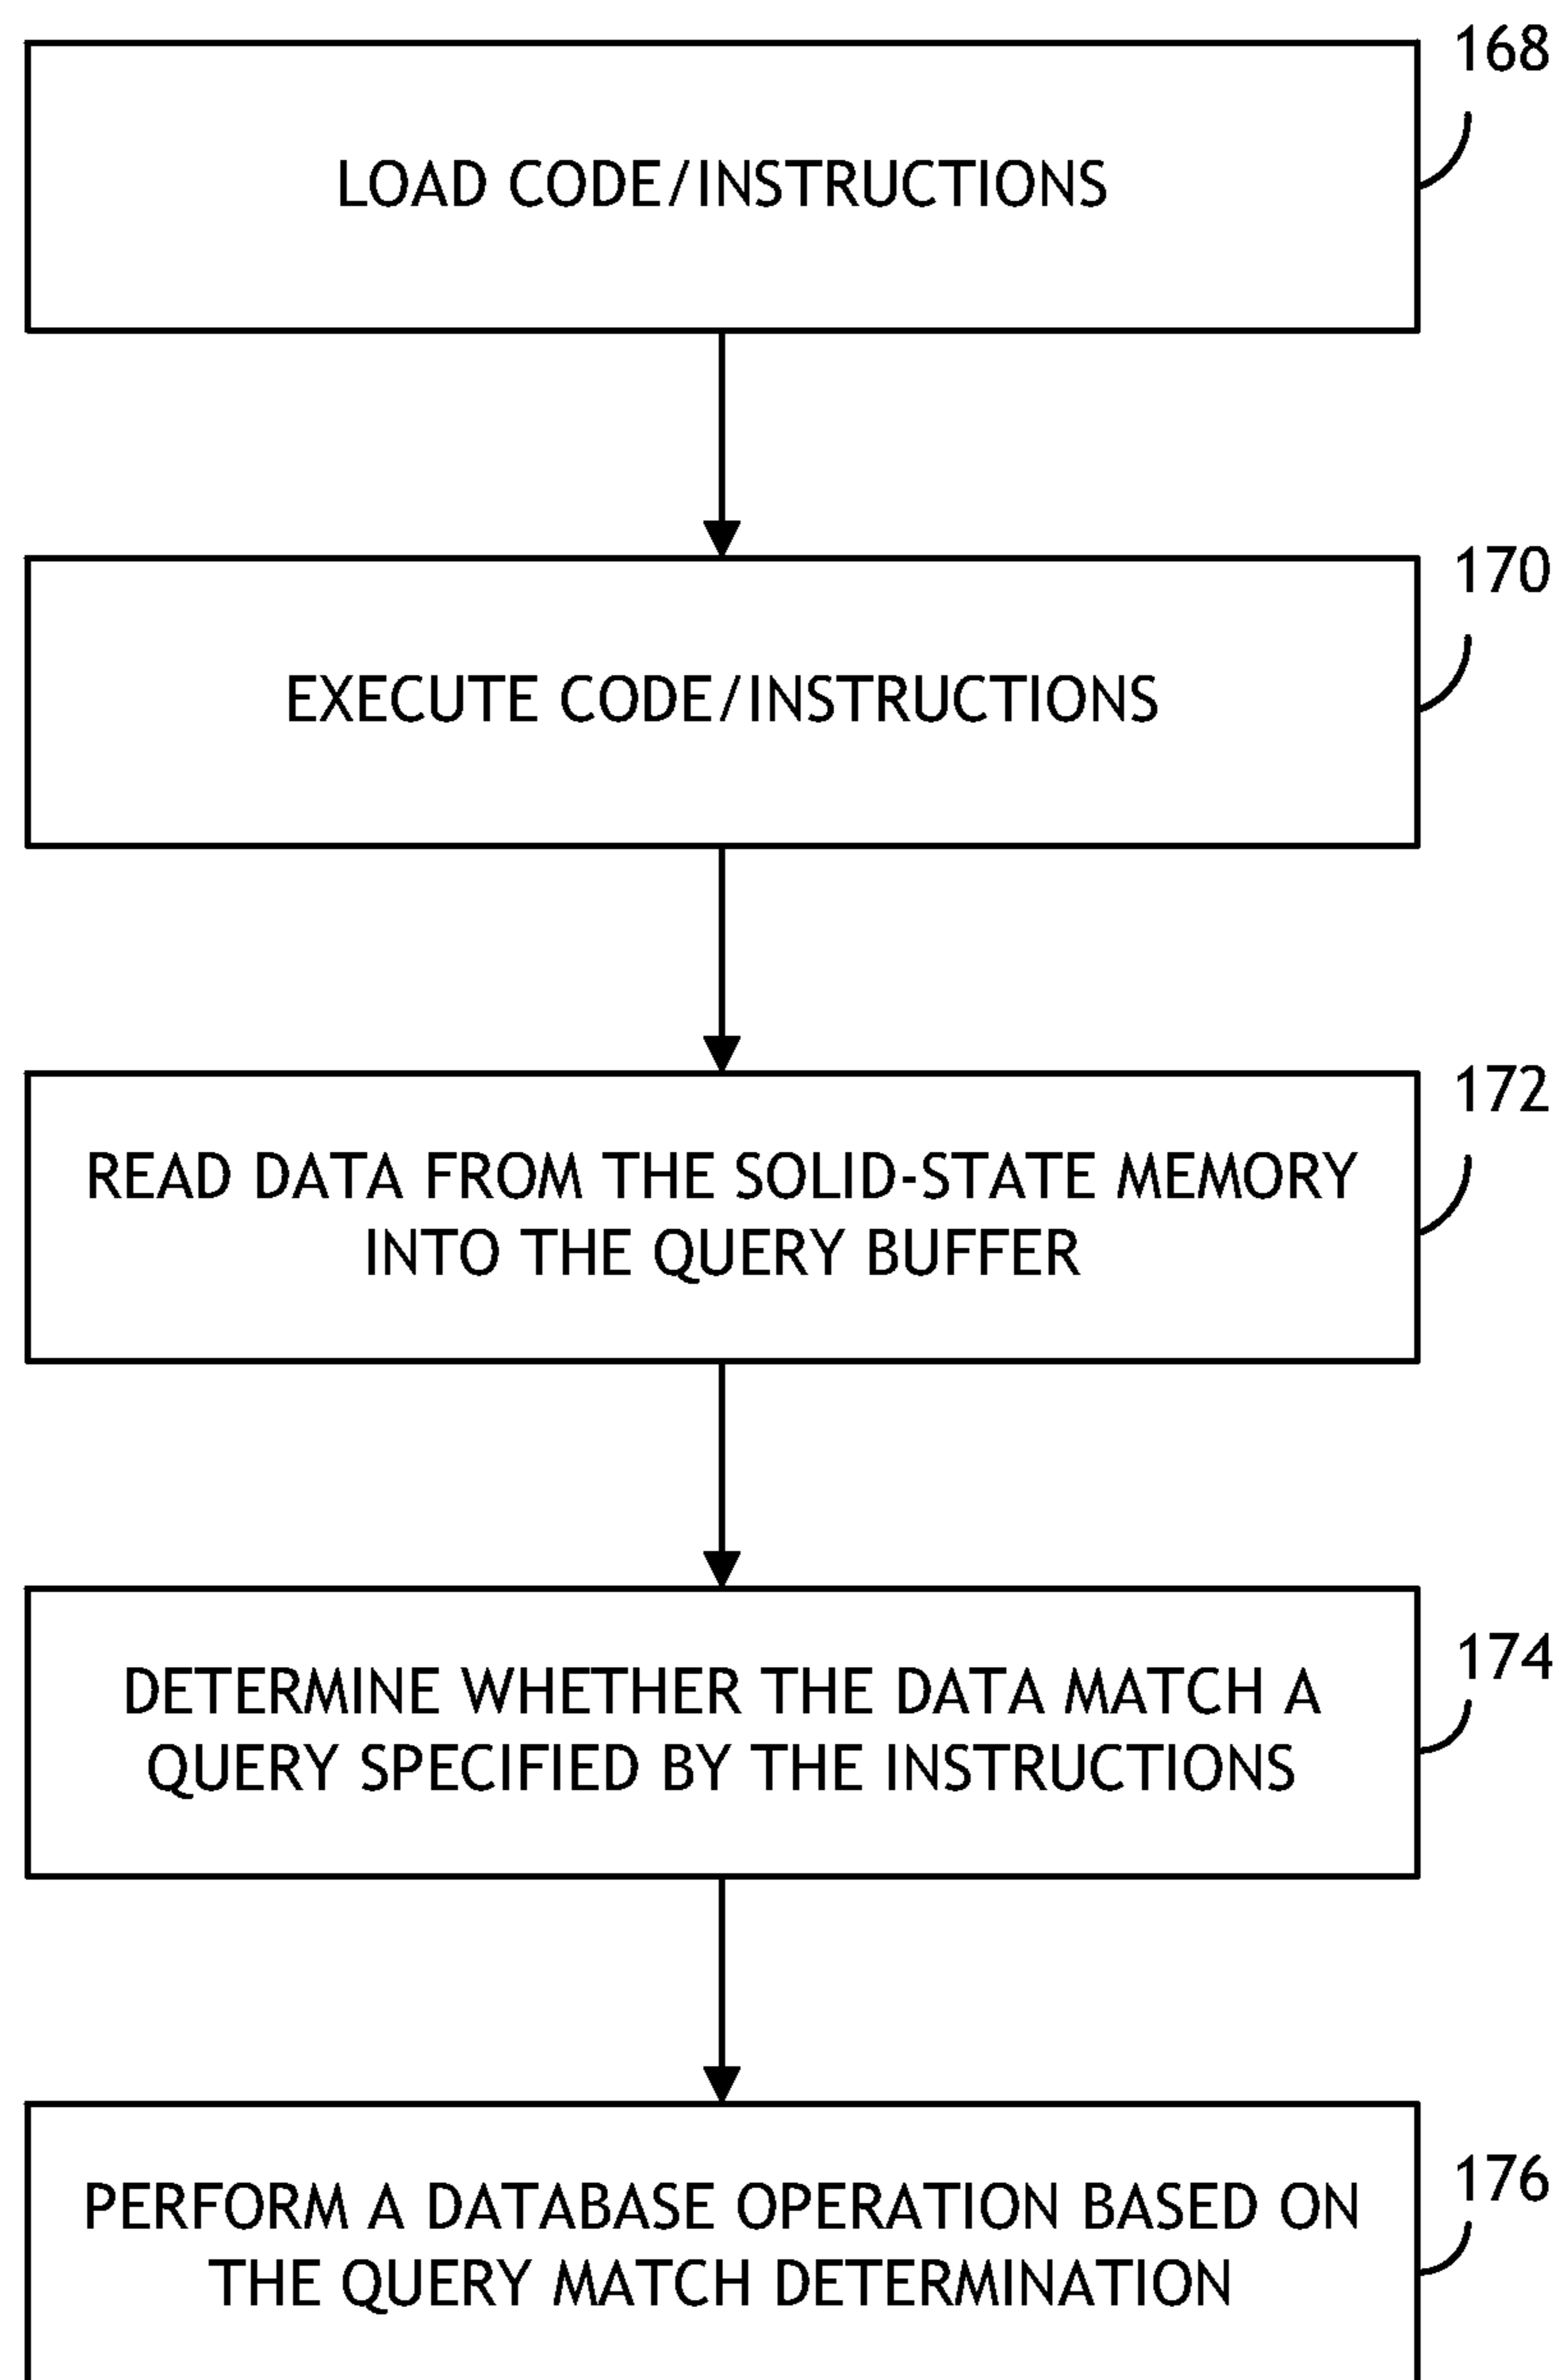 168
LOAD CODE/INSTRUCTIONS
170
EXECUTE CODE/INSTRUCTIONS
172
READ DATA FROM THE SOLID-STATE MEMORY
INTO THE QUERY BUFFER
174
DETERMINE WHETHER THE DATA MATCH A
QUERY SPECIFIED BY THE INSTRUCTIONS
176
PERFORM A DATABASE OPERATION BASED ON
THE QUERY MATCH DETERMINATION